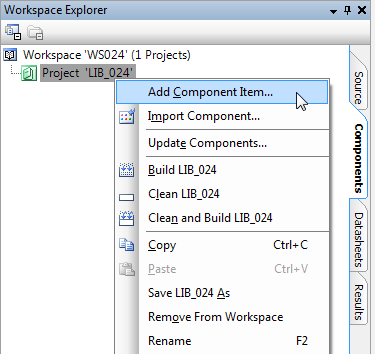 Workspace Explorer
Workspace 'WS024' (1 Projects)
Project 'LIB_024'
Add Component Item...
Import Component...
Update Components...
Build LIB_024
Clean LIB_024
Clean and Build LIB_024
Copy Ctrl+C
Paste Ctrl+V
Save LIB_024 As
Remove From Workspace
Rename F2
Source
Components
Datasheets
Results